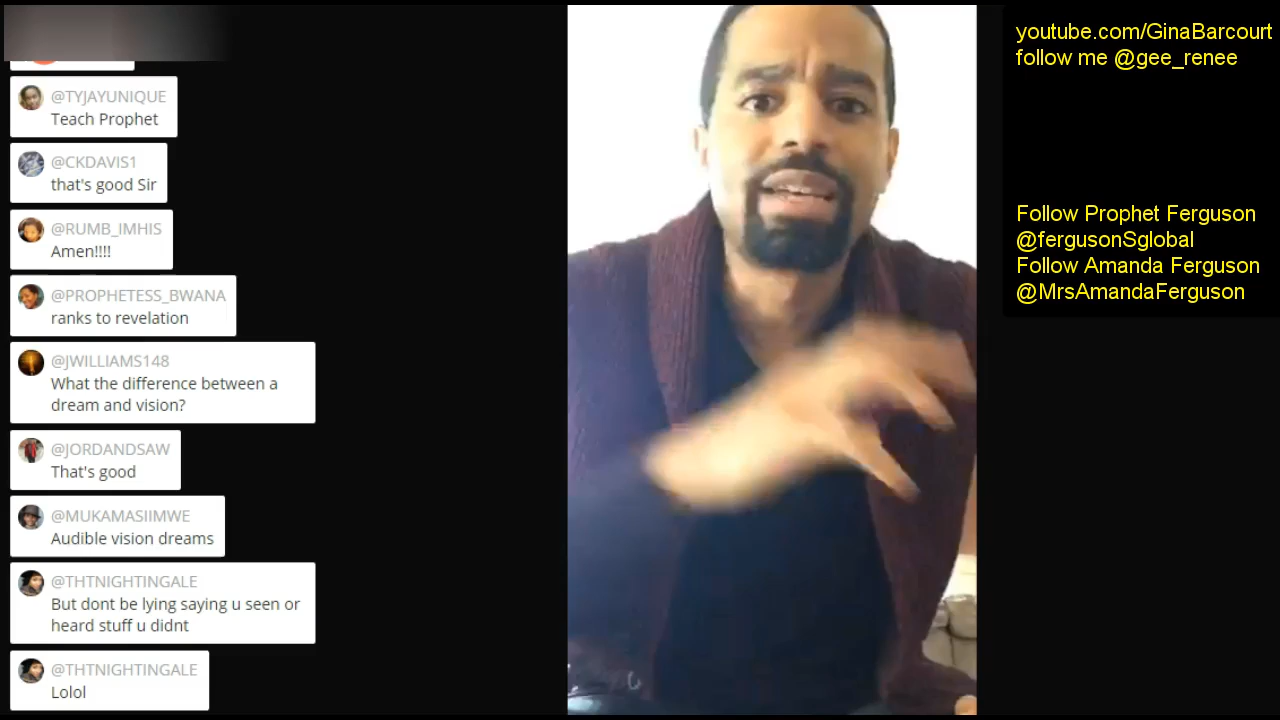 @TYJAYUNIQUE
Teach Prophet
@CKDAVIS1
that's good Sir
@RUMB_IMHIS
Amen!!!!
@PROPHETESS_BWANA
ranks to revelation
@JWILLIAMS148
What the difference between a
dream and vision?
@JORDANDSAW
That's good
@MUKAMASIIMWE
Audible vision dreams
@THTNIGHTINGALE
But dont be lying saying u seen or
heard stuff u didnt
@THTNIGHTINGALE
Lolol
youtube.com/GinaBarcourt
follow me @gee_renee
Follow Prophet Ferguson
@fergusonSglobal
Follow Amanda Ferguson
@MrsAmandaFerguson